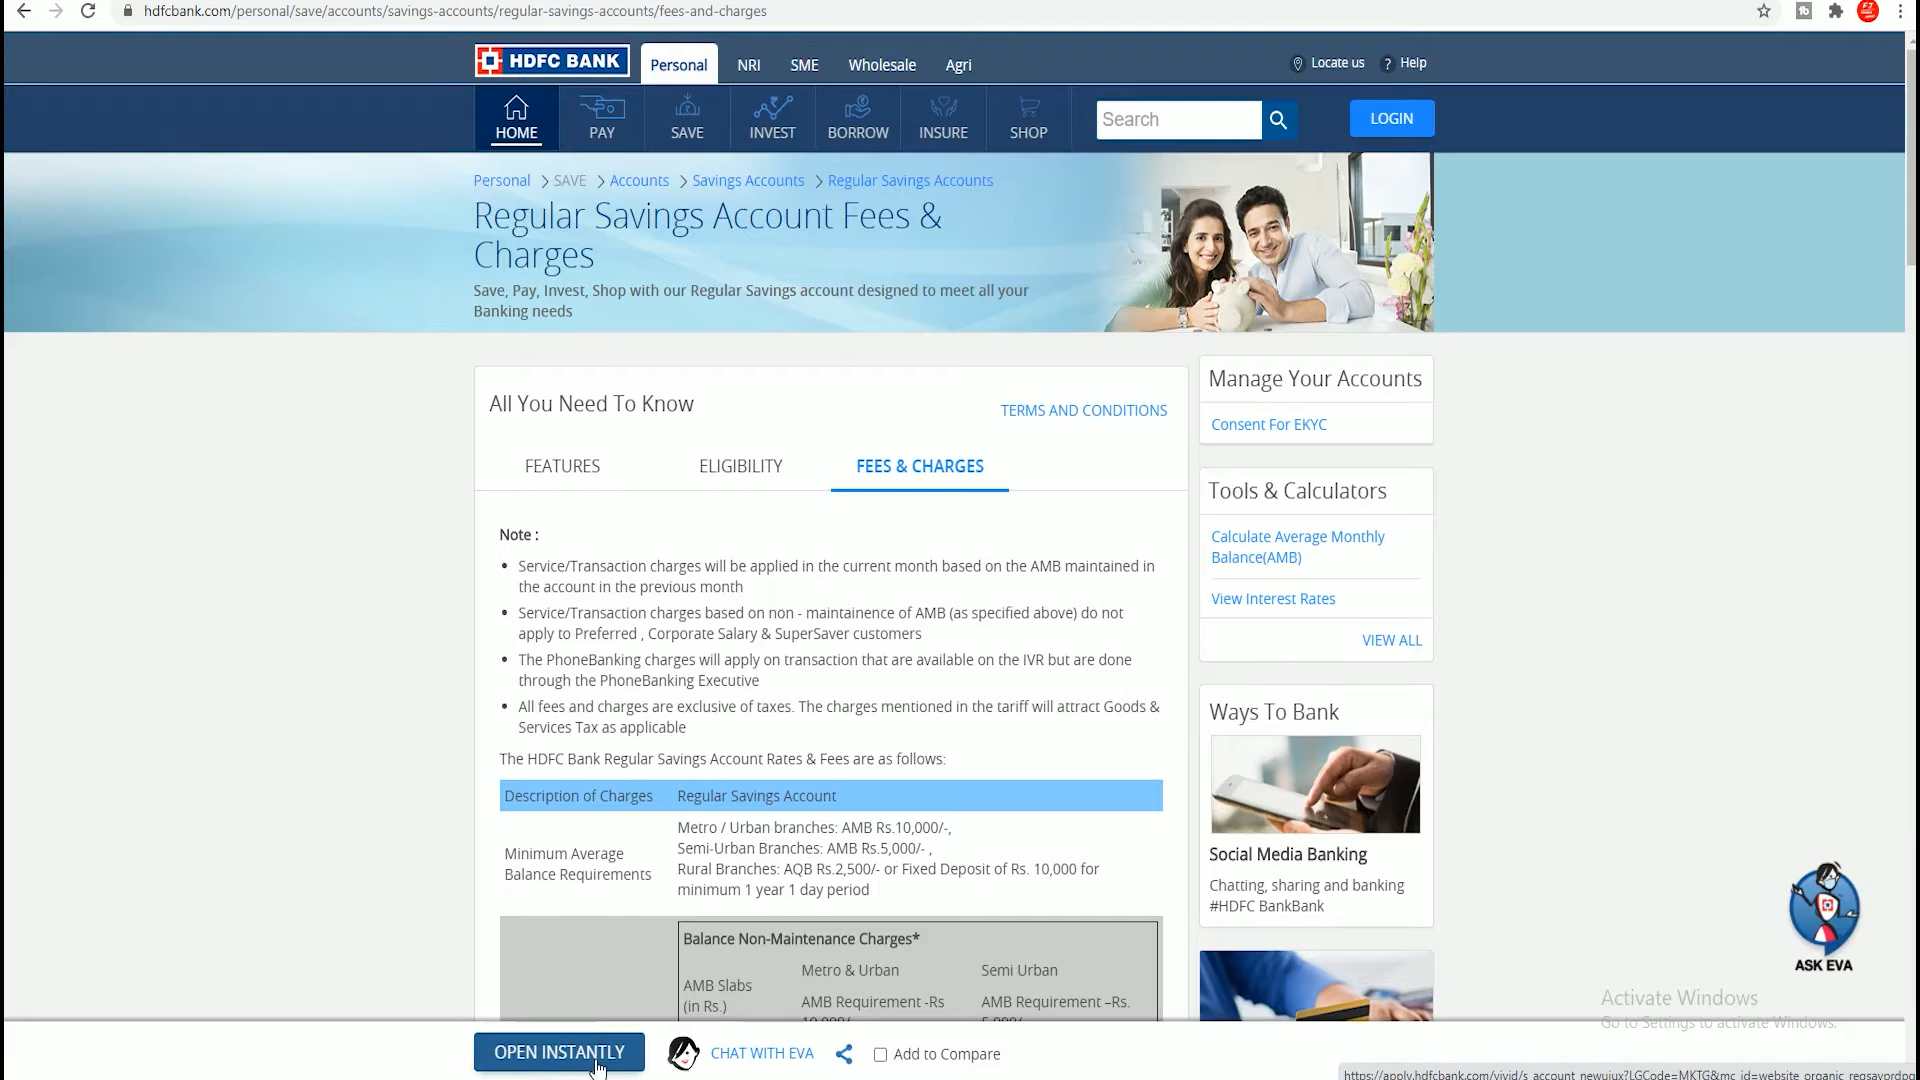 hdfcbank.com/personal/save/accounts/savings-accounts/regular-savings-accounts/fees-and-charges
HDFC BANK
Personal
NRI
SME
Wholesale
Agri
Locate us
? Help
HOME
PAY
SAVE
INVEST
BORROW
INSURE
SHOP
Search
LOGIN
Personal > SAVE > Accounts > Savings Accounts > Regular Savings Accounts
Regular Savings Account Fees &
Charges
Save, Pay, Invest, Shop with our Regular Savings account designed to meet all your
Banking needs
All You Need To Know
TERMS AND CONDITIONS
FEATURES
ELIGIBILITY
FEES & CHARGES
Note :
• Service/Transaction charges will be applied in the current month based on the AMB maintained in
the account in the previous month
• Service/Transaction charges based on non - maintainence of AMB (as specified above) do not
apply to Preferred , Corporate Salary & SuperSaver customers
• The PhoneBanking charges will apply on transaction that are available on the IVR but are done
through the PhoneBanking Executive
• All fees and charges are exclusive of taxes. The charges mentioned in the tariff will attract Goods &
Services Tax as applicable
The HDFC Bank Regular Savings Account Rates & Fees are as follows:
Description of Charges
Regular Savings Account
Minimum Average
Balance Requirements
Metro / Urban branches: AMB Rs.10,000/-,
Semi-Urban Branches: AMB Rs.5,000/- ,
Rural Branches: AQB Rs.2,500/- or Fixed Deposit of Rs. 10,000 for
minimum 1 year 1 day period
Balance Non-Maintenance Charges*
AMB Slabs
(in Rs.)
Metro & Urban
Semi Urban
AMB Requirement -Rs
AMB Requirement –Rs.
Manage Your Accounts
Consent For EKYC
Tools & Calculators
Calculate Average Monthly
Balance(AMB)
View Interest Rates
VIEW ALL
Ways To Bank
Social Media Banking
Chatting, sharing and banking
#HDFC BankBank
ASK EVA
Activate Windows
Go to Settings to activate Windows.
OPEN INSTANTLY
CHAT WITH EVA
Add to Compare